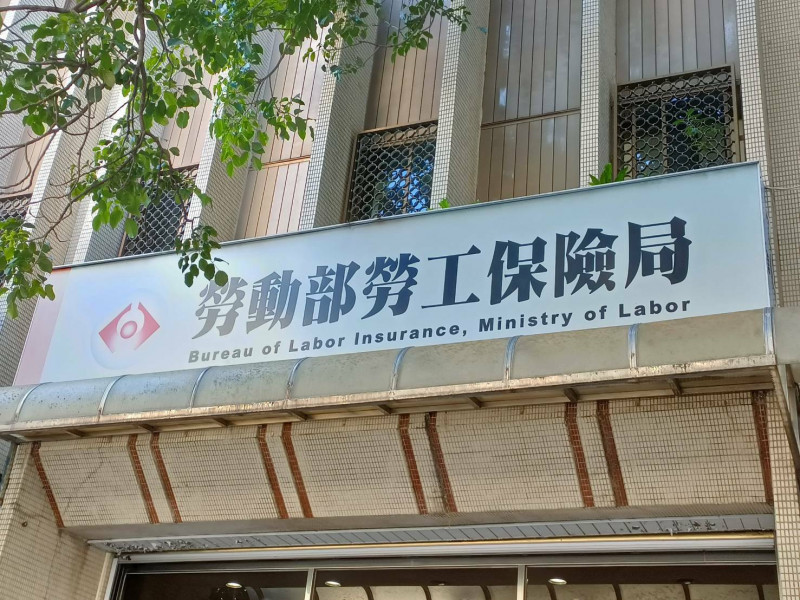 勞動部勞工保險局
Bureau of Labor Insurance, Ministry of Labor